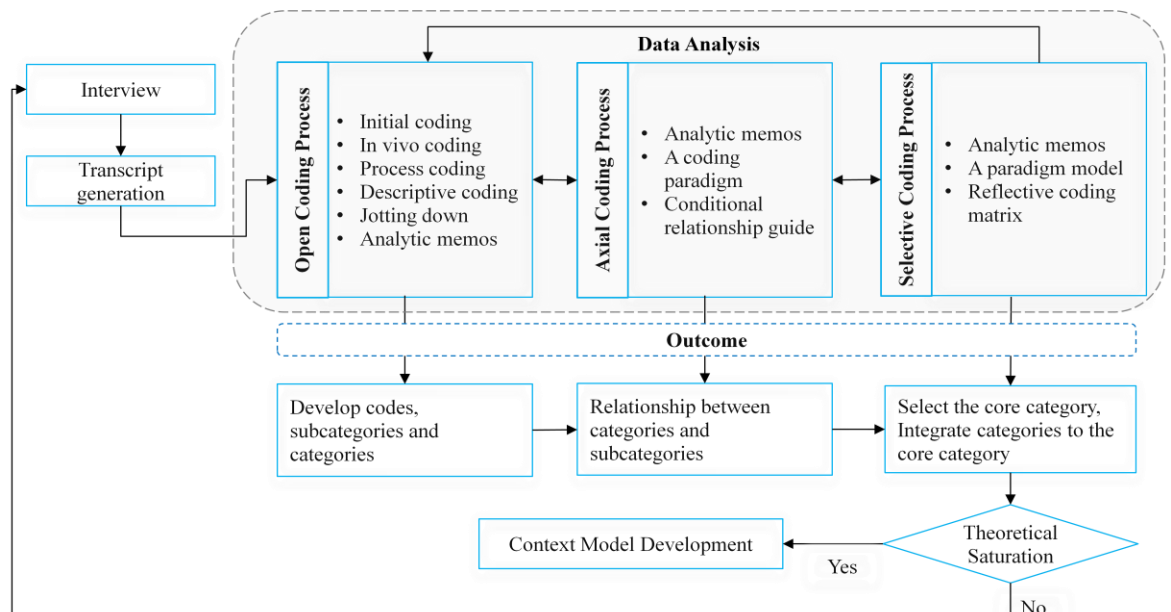 Data Analysis
Interview
Transcript
generation
Open Coding Process
• Initial coding
• In vivo coding
• Process coding
• Descriptive coding
• Jotting down
• Analytic memos
Axial Coding Process
• Analytic memos
• A coding
paradigm
• Conditional
relationship guide
Selective Coding Process
• Analytic memos
• A paradigm model
• Reflective coding
matrix
Outcome
Develop codes,
subcategories and
categories
Relationship between
categories and
subcategories
Select the core category,
Integrate categories to the
core category
Theoretical
Saturation
Context Model Development
Yes
No